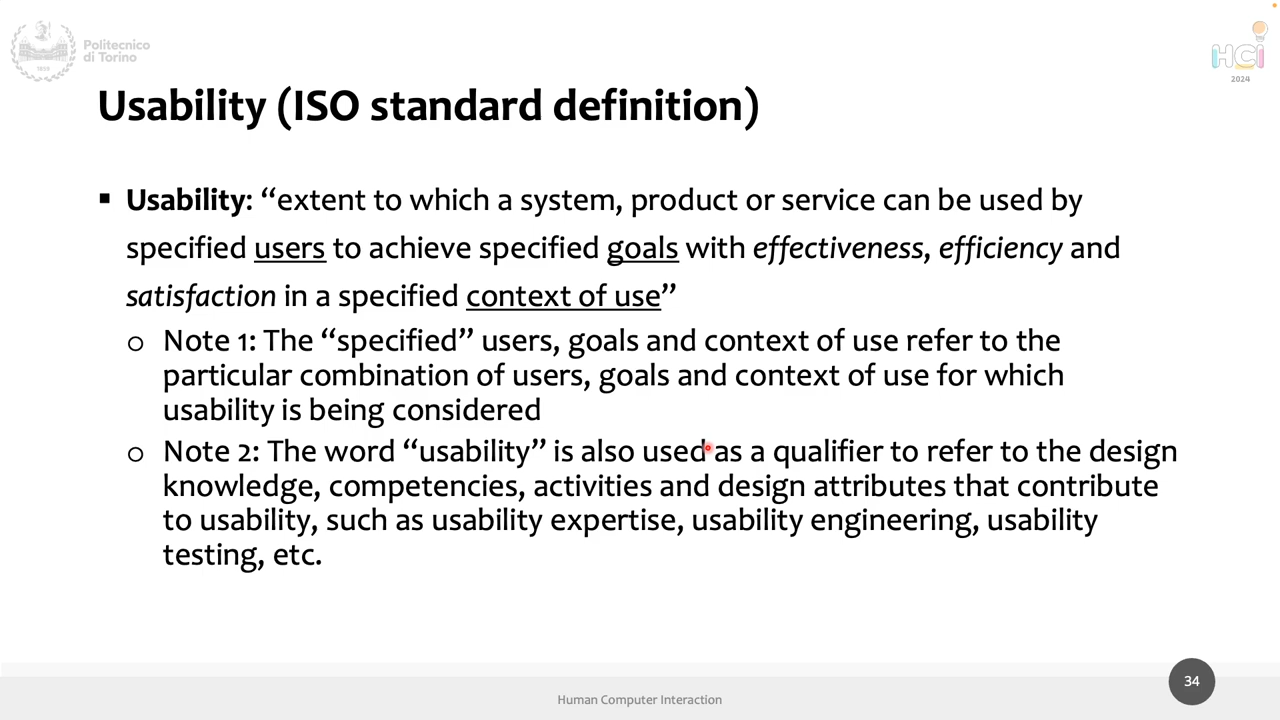 Politecnico
di Torino
1859
HCI
2024
Usability (ISO standard definition)
▪ Usability: “extent to which a system, product or service can be used by
specified users to achieve specified goals with effectiveness, efficiency and
satisfaction in a specified context of use”
o Note 1: The “specified” users, goals and context of use refer to the
particular combination of users, goals and context of use for which
usability is being considered
o Note 2: The word “usability” is also used as a qualifier to refer to the design
knowledge, competencies, activities and design attributes that contribute
to usability, such as usability expertise, usability engineering, usability
testing, etc.
34
Human Computer Interaction